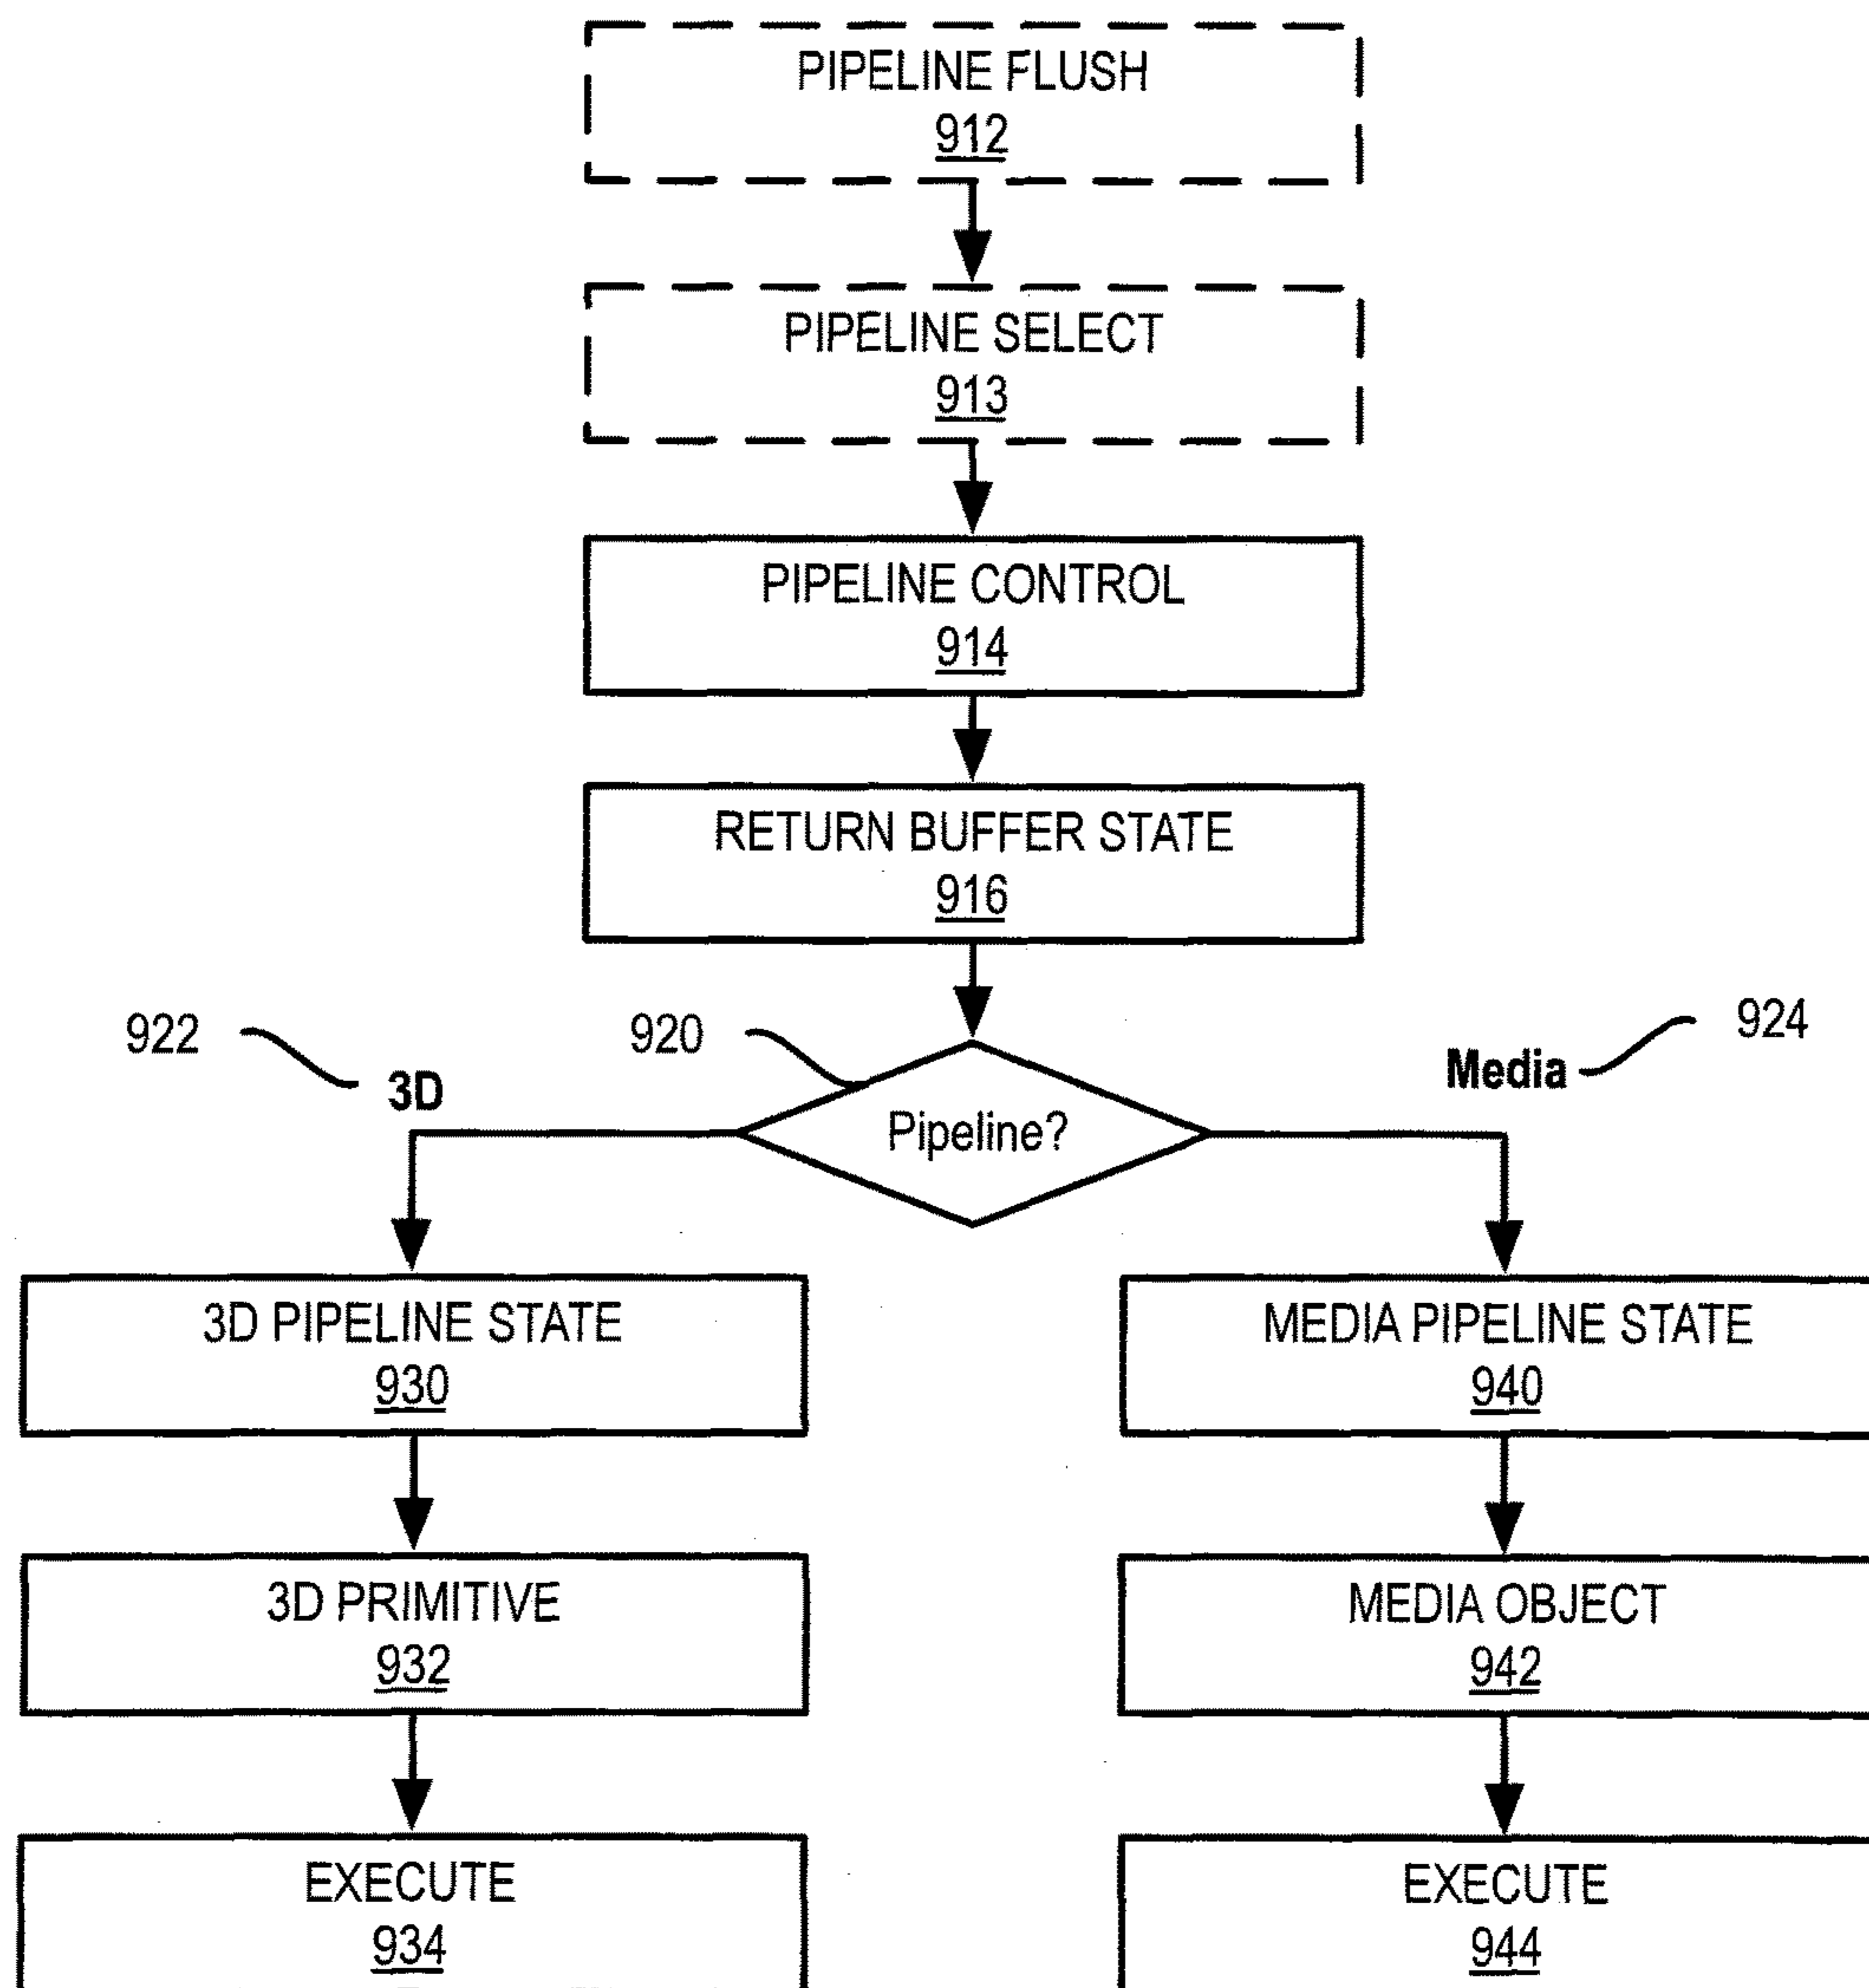 PIPELINE FLUSH
912
PIPELINE SELECT
913
PIPELINE CONTROL
914
RETURN BUFFER STATE
916
922
920
924
3D
Media
Pipeline?
3D PIPELINE STATE
930
MEDIA PIPELINE STATE
940
3D PRIMITIVE
932
MEDIA OBJECT
942
EXECUTE
934
EXECUTE
944